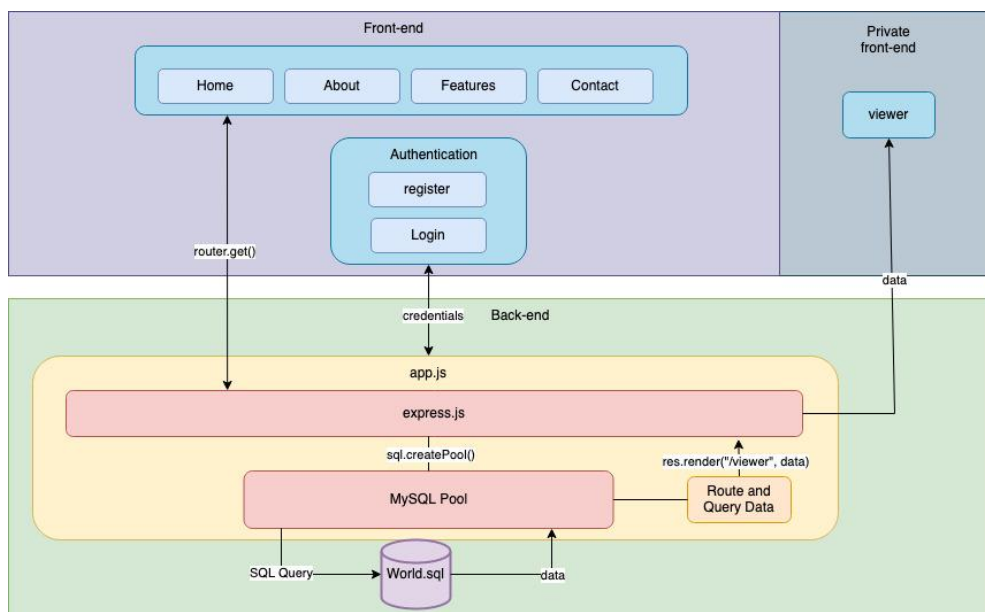 Front-end
Private
front-end
Home
About
Features
Contact
viewer
Authentication
register
Login
router.get()
data
credentials
Back-end
app.js
express.js
sql.createPool()
res.render("/viewer", data)
MySQL Pool
Route and
Query Data
SQL Query
World.sql
data